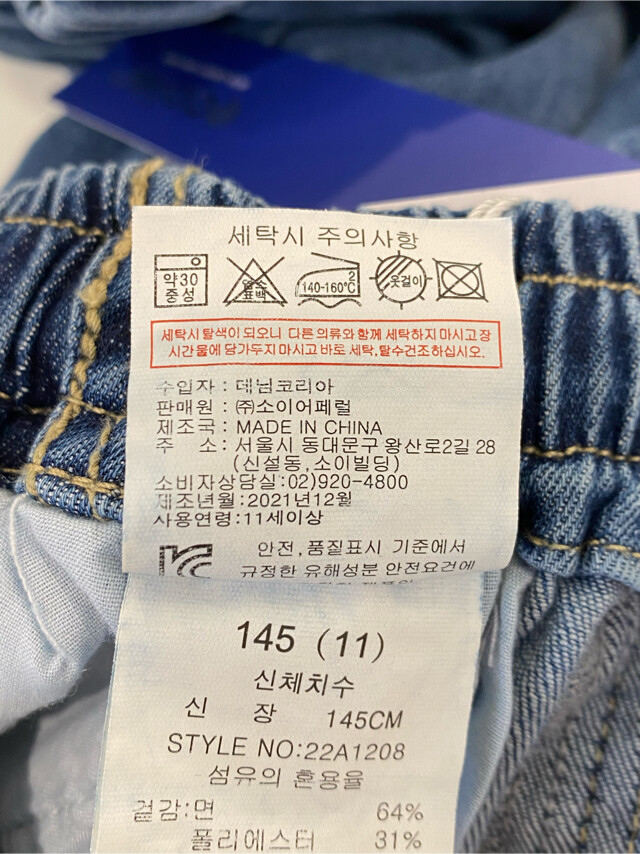 세탁시 주의사항
약30 중성
염소 표백
2
140-160℃
옷걸이
세탁시 탈색이 되오니 다른 의류와 함께 세탁하지 마시고 장
시간 물에 담가두지 마시고 바로 세탁, 탈수건조하십시오.
수입자 : 데님코리아
판매원 : ㈜소이어패럴
제조국 : MADE IN CHINA
주 소 : 서울시 동대문구 왕산로2길 28
(신설동, 소이빌딩)
소비자상담실:02)920-4800
제조년월:2021년12월
사용연령:11세이상
안전,품질표시 기준에서
규정한 유해성분 안전요건에
145 (11)
신체치수
신 장 145CM
STYLE NO:22A1208
섬유의 혼용율
겉감:면 64%
폴리에스터 31%